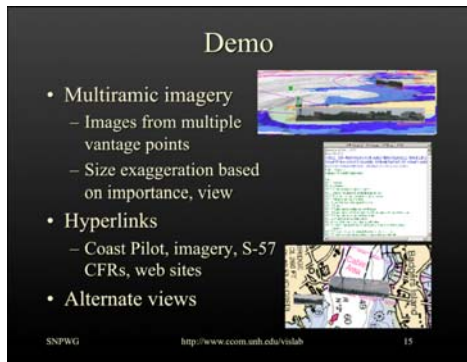 Demo
• Multiramic imagery
– Images from multiple
vantage points
– Size exaggeration based
on importance, view
• Hyperlinks
– Coast Pilot, imagery, S-57
CFRs, web sites
• Alternate views
SNPWG
http://www.ccom.unh.edu/vislab
15